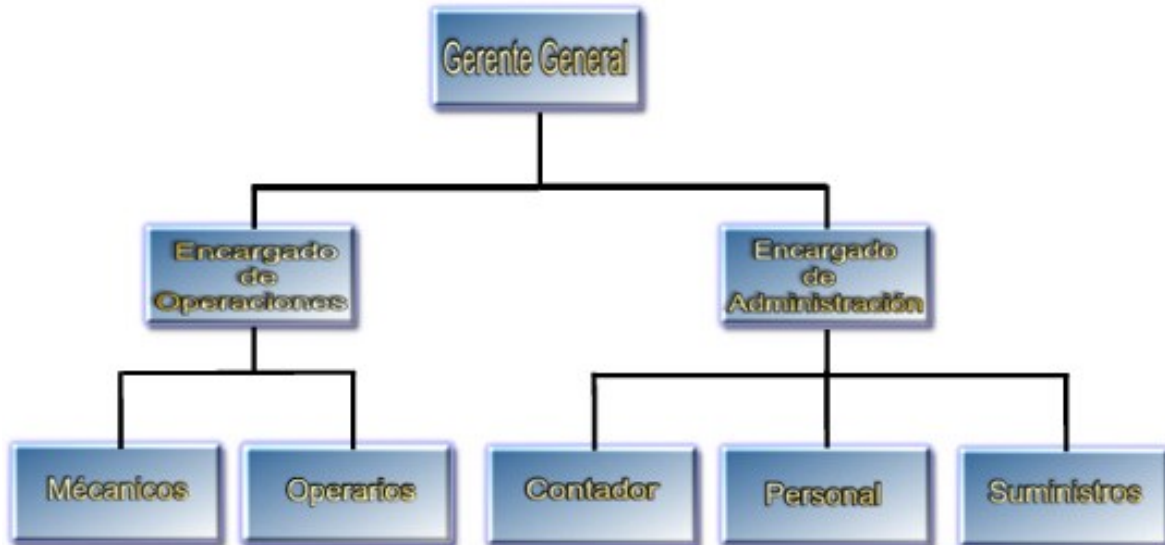 Gerente General
Encargado
de
Operaciones
Encargado
de
Administración
Mécanicos
Operarios
Contador
Personal
Suministros